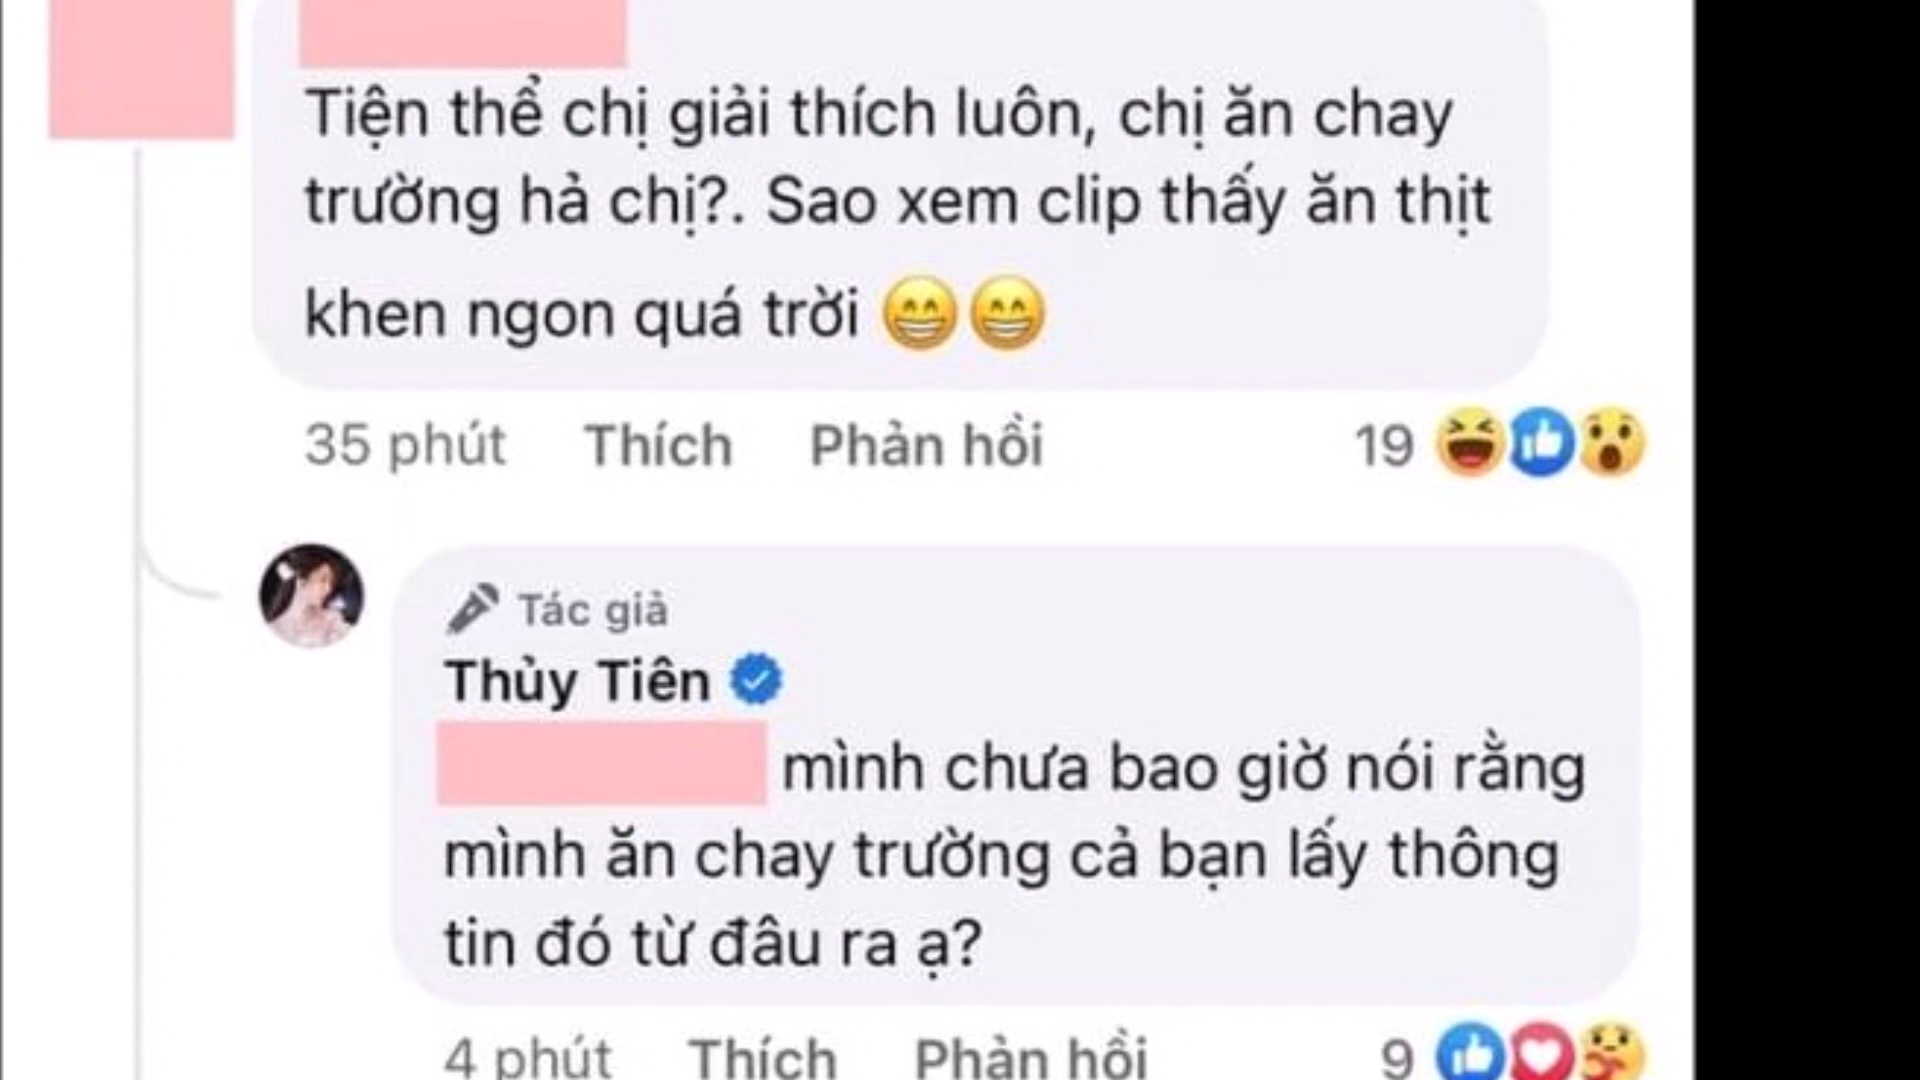 Tiện thể chị giải thích luôn, chị ăn chay
trường hả chị?. Sao xem clip thấy ăn thịt
khen ngon quá trời 😁😁
35 phút Thích Phản hồi 19
Tác giả
Thủy Tiên
mình chưa bao giờ nói rằng
mình ăn chay trường cả bạn lấy thông
tin đó từ đâu ra ạ?
4 phút Thích Phản hồi 9